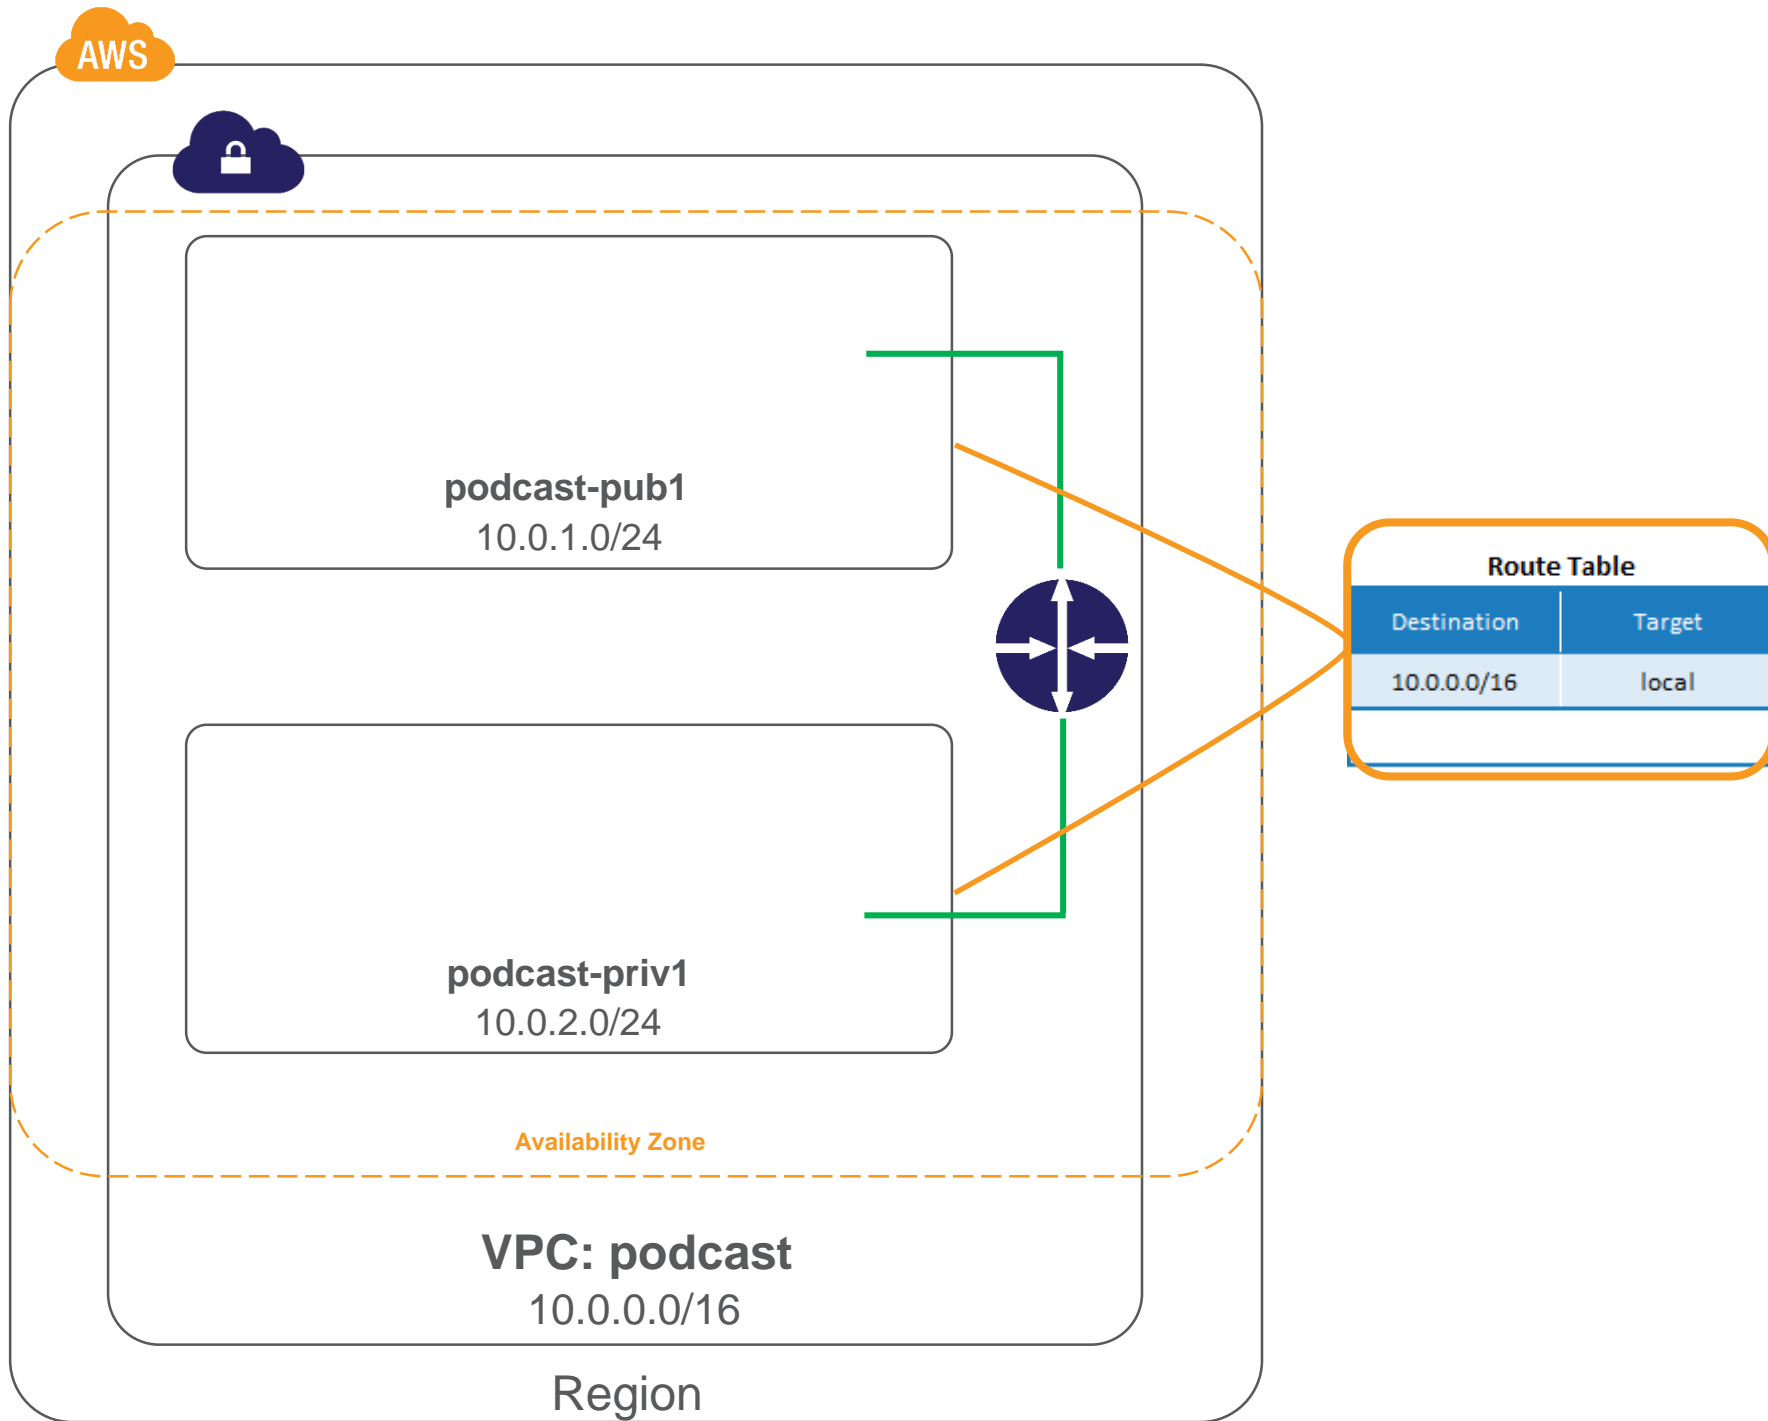 AWS
podcast-pub1
10.0.1.0/24
Route Table
Destination Target
10.0.0.0/16 local
podcast-priv1
10.0.2.0/24
Availability Zone
VPC: podcast
10.0.0.0/16
Region